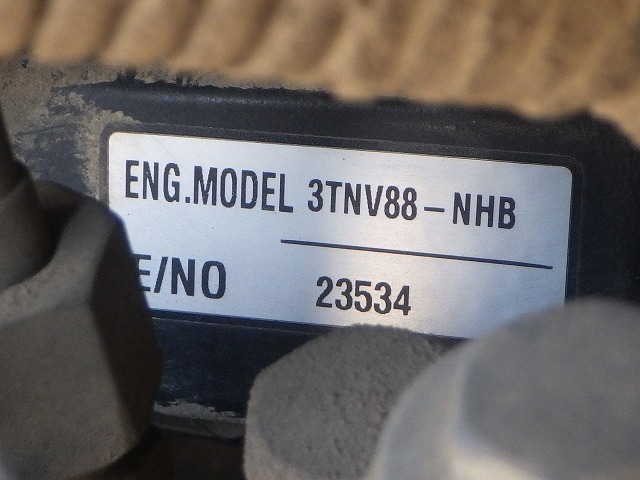 ENG.MODEL 3TNV88-NHB
E/NO 23534